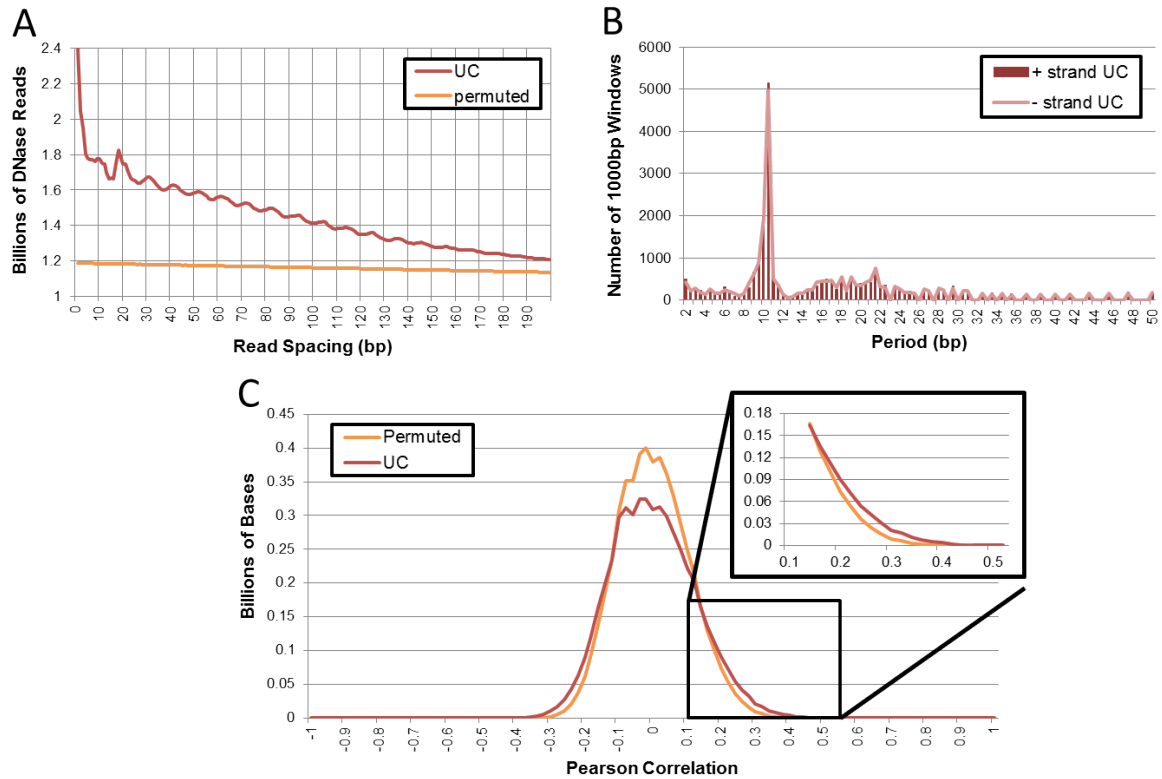 A
2.4
2.2
2
1.8
1.6
1.4
1.2
1
Billions of DNase Reads
UC
permuted
0 10 20 30 40 50 60 70 80 90 100 110 120 130 140 150 160 170 180 190
Read Spacing (bp)
B
6000
5000
4000
3000
2000
1000
0
Number of 1000bp Windows
+ strand UC
- strand UC
2 4 6 8 10 12 14 16 18 20 22 24 26 28 30 32 34 36 38 40 44 48 50
Period (bp)
C
0.45
0.4
0.35
0.3
0.25
0.2
0.15
0.1
0.05
0
Billions of Bases
Permuted
UC
-1 -0.9 -0.8 -0.7 -0.6 -0.5 -0.4 -0.3 -0.2 -0.1 0 0.1 0.2 0.3 0.4 0.5 0.6 0.7 0.8 0.9 1
Pearson Correlation
0.18
0.15
0.12
0.09
0.06
0.03
0
0.1 0.2 0.3 0.4 0.5